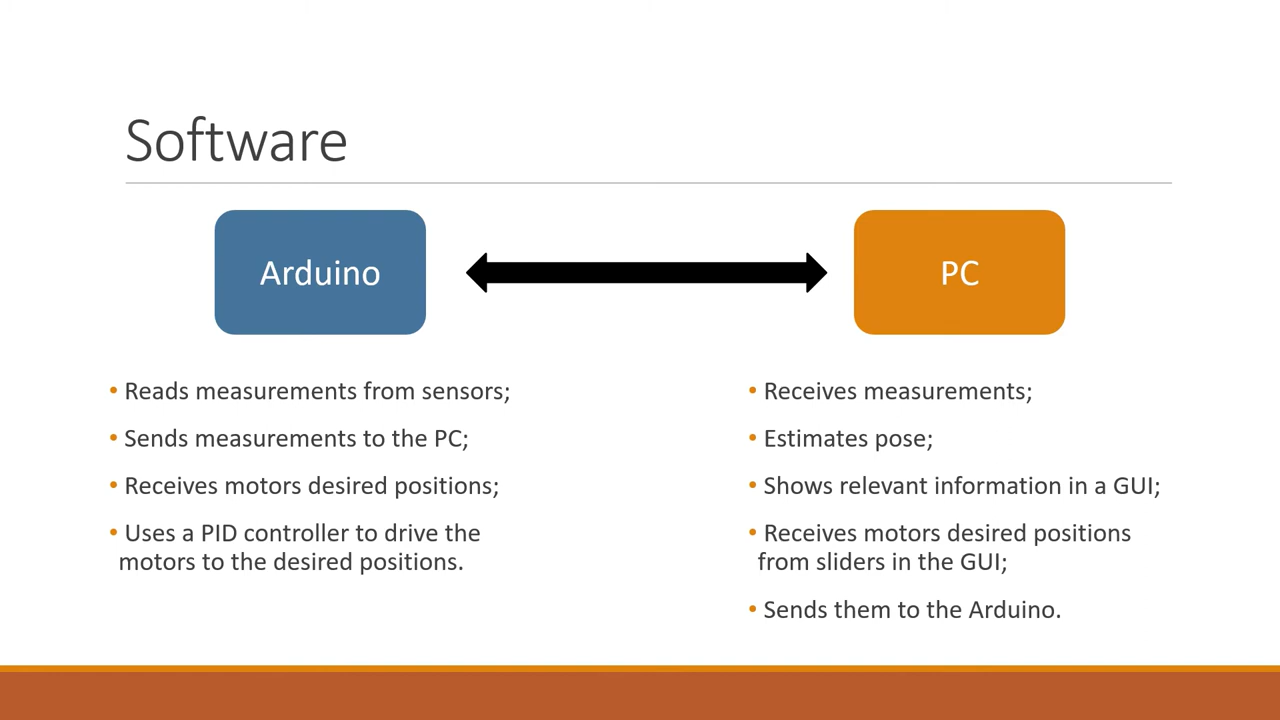 Software
Arduino
PC
• Reads measurements from sensors;
• Sends measurements to the PC;
• Receives motors desired positions;
• Uses a PID controller to drive the
motors to the desired positions.
• Receives measurements;
• Estimates pose;
• Shows relevant information in a GUI;
• Receives motors desired positions
from sliders in the GUI;
• Sends them to the Arduino.